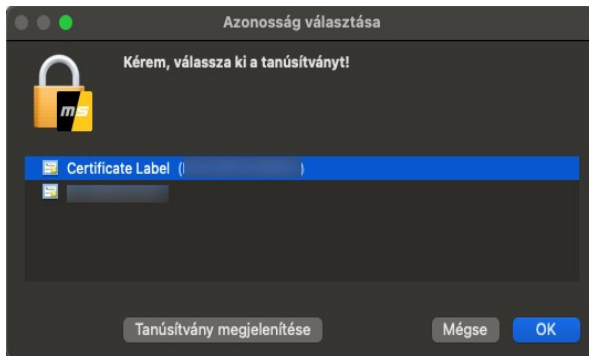 Azonosság választása
Kérem, válassza ki a tanúsítványt!
ms
Certificate Label ( )
Tanúsítvány megjelenítése Mégse OK